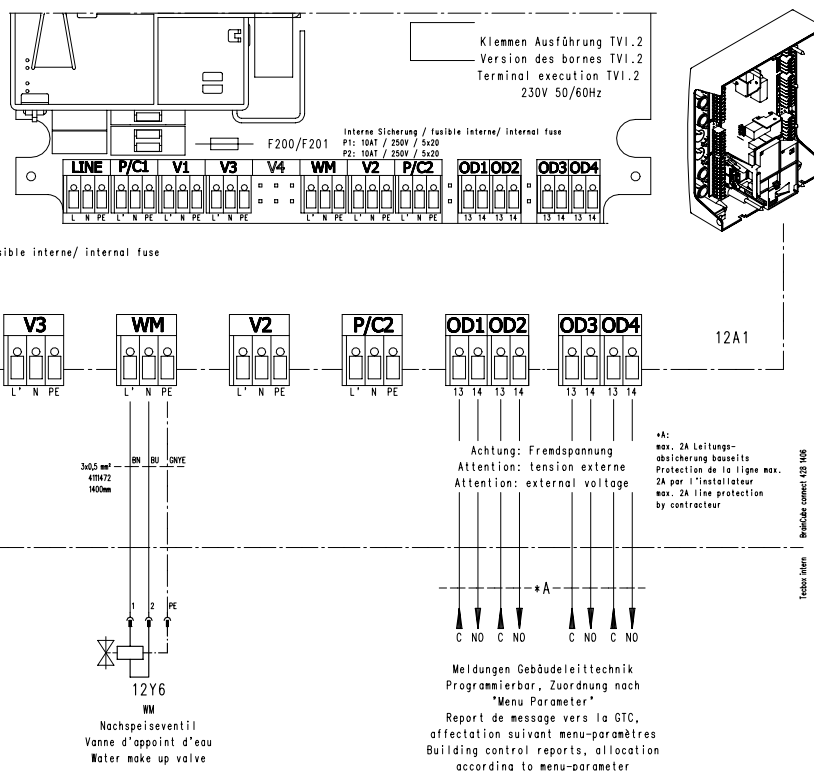 Klemmen Ausführung TV1.2
Version des bornes TV1.2
Terminal execution TV1.2
230V 50/60Hz
F200/F201
Interne Sicherung / fusible interne/ internal fuse
P1: 10AT / 250V / 5x20
P2: 10AT / 250V / 5x20
LINE P/C1 V1 V3 V4 WM V2 P/C2 OD1 OD2 OD3 OD4
L N PE L' N PE L' N PE L' N PE L' N PE L' N PE L' N PE 13 14 13 14 13 14 13 14
sible interne/ internal fuse
V3 WM V2 P/C2 OD1 OD2 OD3 OD4
12A1
L' N PE L' N PE L' N PE L' N PE 13 14 13 14 13 14 13 14
3x0,5 mm²
4111472
1400mm
BN BU GNYE
Achtung: Fremdspannung
Attention: tension externe
Attention: external voltage
*A:
max. 2A Leitungs-
absicherung bauseits
Protection de la ligne max.
2A par l'installateur
max. 2A line protection
by contracteur
BrainCube connect 428 1406
Tecbox intern
*A
1 2 PE
C NO C NO C NO C NO
12Y6
WM
Nachspeiseventil
Vanne d'appoint d'eau
Water make up valve
Meldungen Gebäudeleittechnik
Programmierbar, Zuordnung nach
"Menu Parameter"
Report de message vers la GTC,
affectation suivant menu-paramètres
Building control reports, allocation
according to menu-parameter